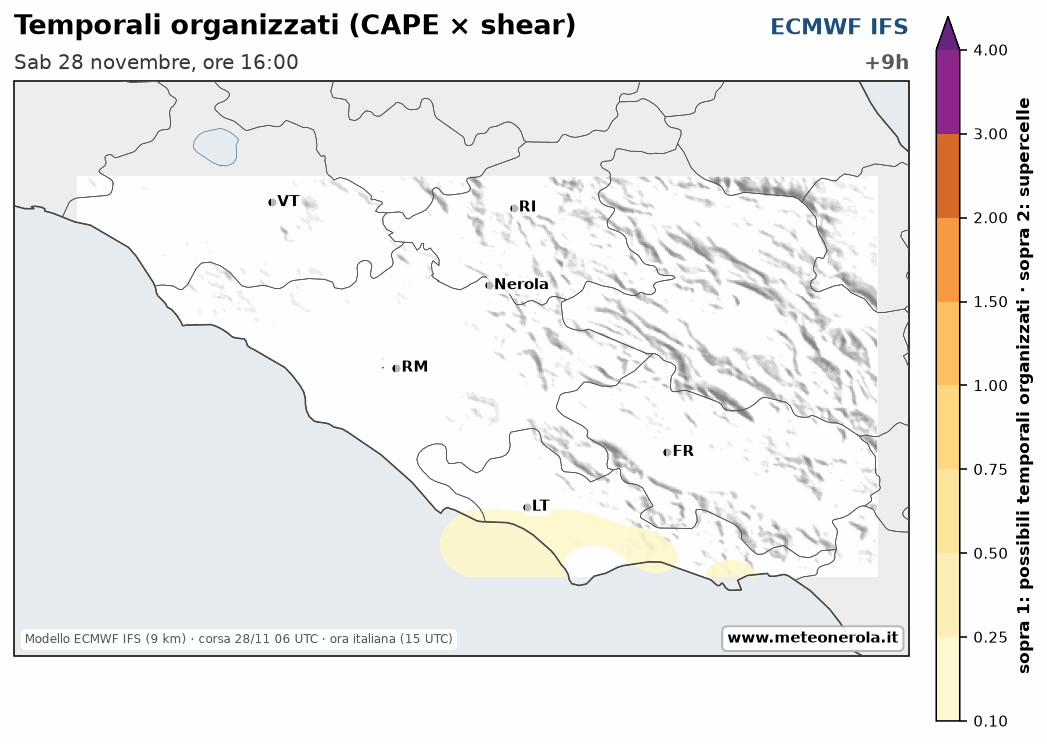 Temporali organizzati (CAPE × shear)
ECMWF IFS
Sab 28 novembre, ore 16:00
+9h
VT
RI
Nerola
RM
FR
LT
Modello ECMWF IFS (9 km) · corsa 28/11 06 UTC · ora italiana (15 UTC)
www.meteonerola.it
4.00
3.00
2.00
1.50
1.00
0.75
0.50
0.25
0.10
sopra 1: possibili temporali organizzati · sopra 2: supercelle